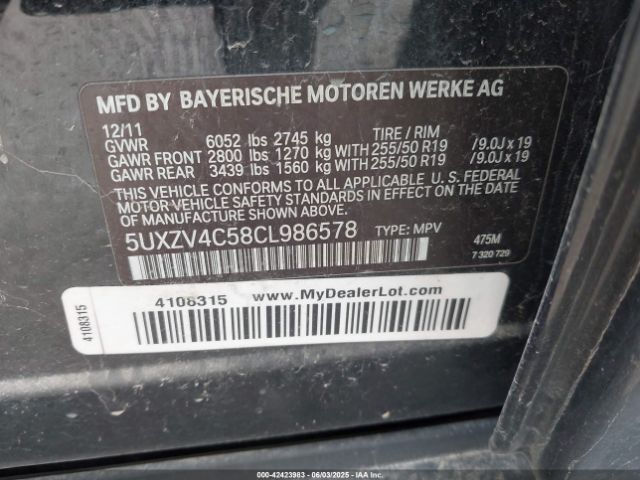 MFD BY BAYERISCHE MOTOREN WERKE AG
12/11 TIRE / RIM
GVWR 6052 lbs 2745 kg
GAWR FRONT 2800 lbs 1270 kg WITH 255/50 R19 /9.0J x 19
GAWR REAR 3439 lbs 1560 kg WITH 255/50 R19 /9.0J x 19
THIS VEHICLE CONFORMS TO ALL APPLICABLE U. S. FEDERAL
MOTOR VEHICLE SAFETY STANDARDS IN EFFECT ON THE DATE OF
MANUFACTURE SHOWN ABOVE.
5UXZV4C58CL986578 TYPE: MPV 475M
7 320 729
4108315 www.MyDealerLot.com
4108315
000-42423983 - 06/03/2025 - COPYRIGHT IAA, LLC.